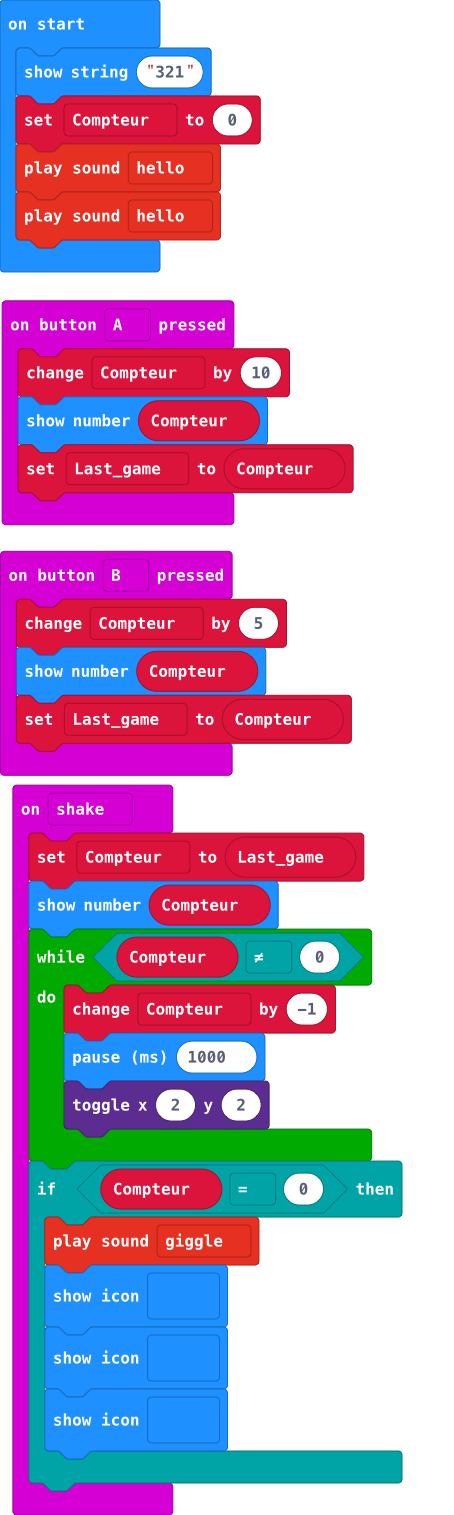 on start
show string "321"
set Compteur to 0
play sound hello
play sound hello
on button A pressed
change Compteur by 10
show number Compteur
set Last_game to Compteur
on button B pressed
change Compteur by 5
show number Compteur
set Last_game to Compteur
on shake
set Compteur to Last_game
show number Compteur
while Compteur ≠ 0
do
change Compteur by −1
pause (ms) 1000
toggle x 2 y 2
if Compteur = 0 then
play sound giggle
show icon
show icon
show icon